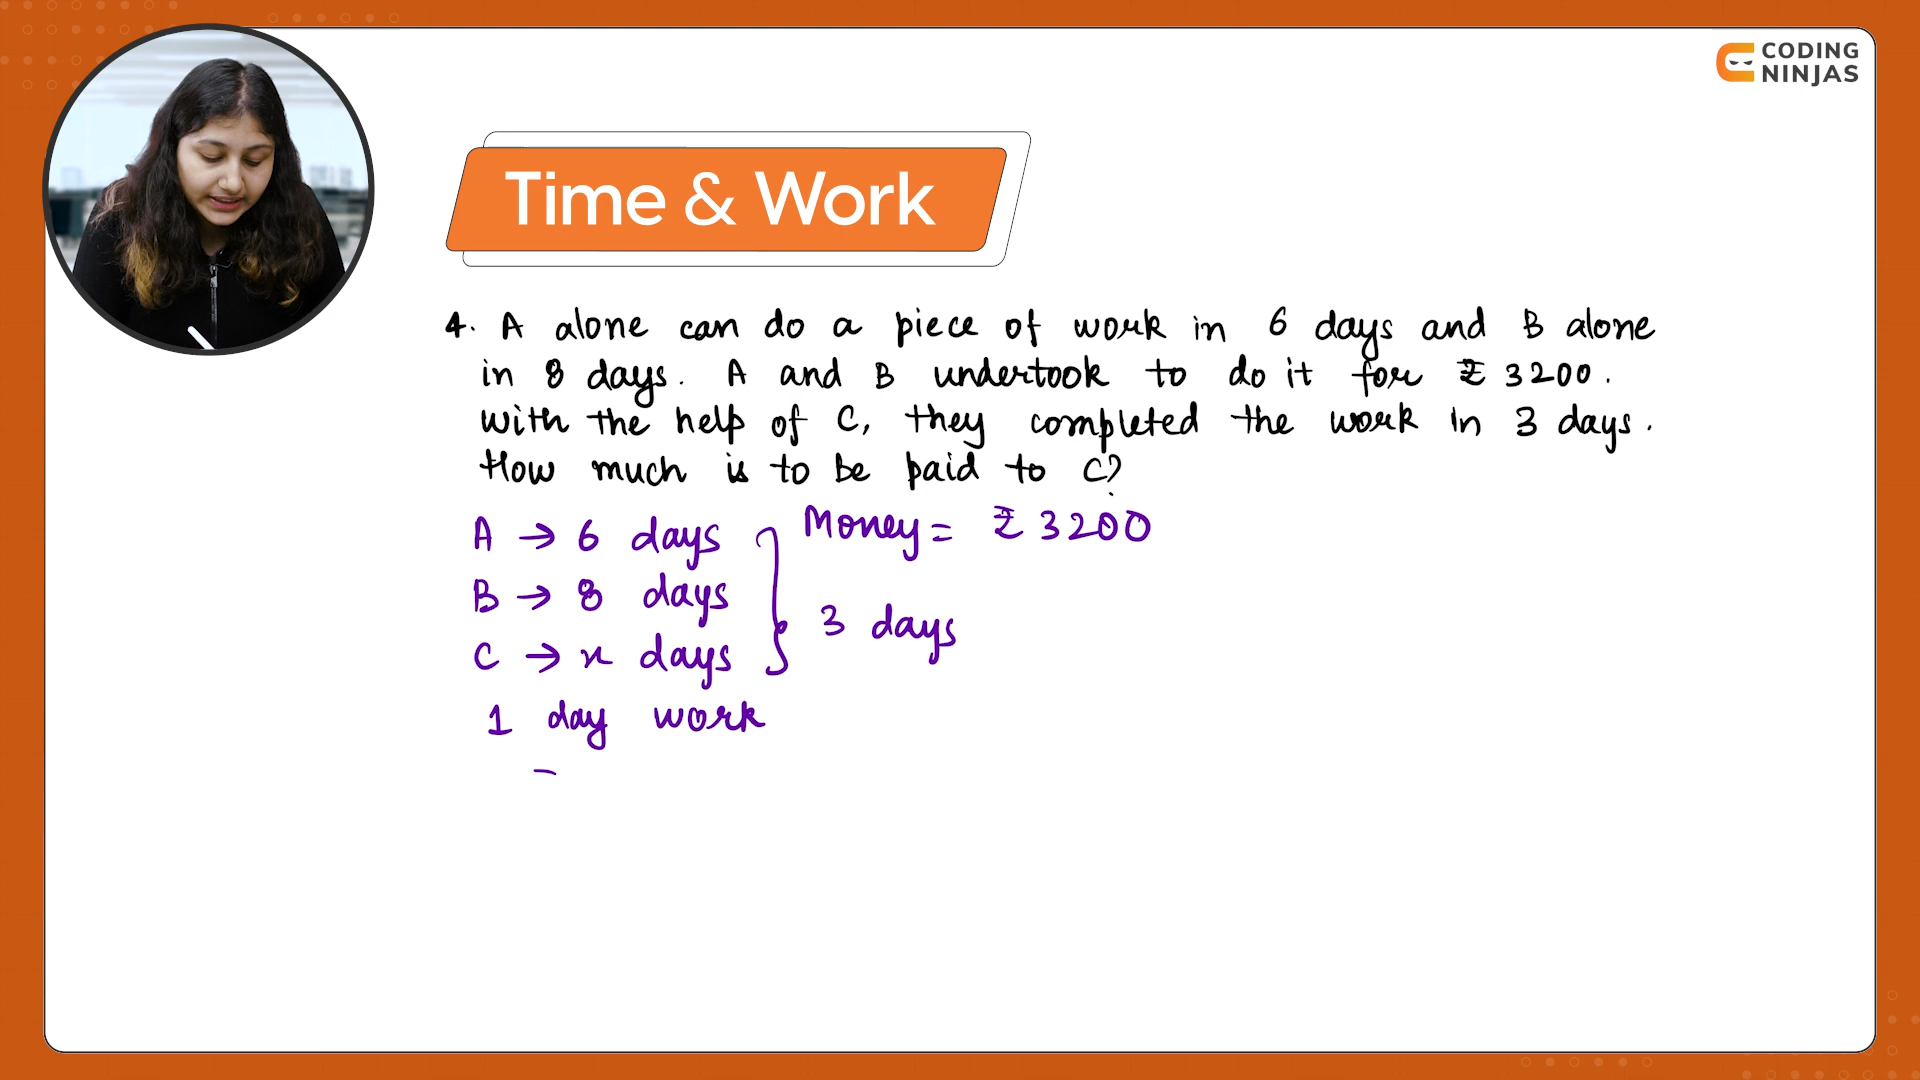 CODING
NINJAS
Time & Work
4. A alone can do a piece of work in 6 days and B alone
in 8 days. A and B undertook to do it for ₹ 3200.
With the help of C, they completed the work in 3 days.
How much is to be paid to C?
A → 6 days
Money = ₹ 3200
B → 8 days
3 days
C → x days
1 day work